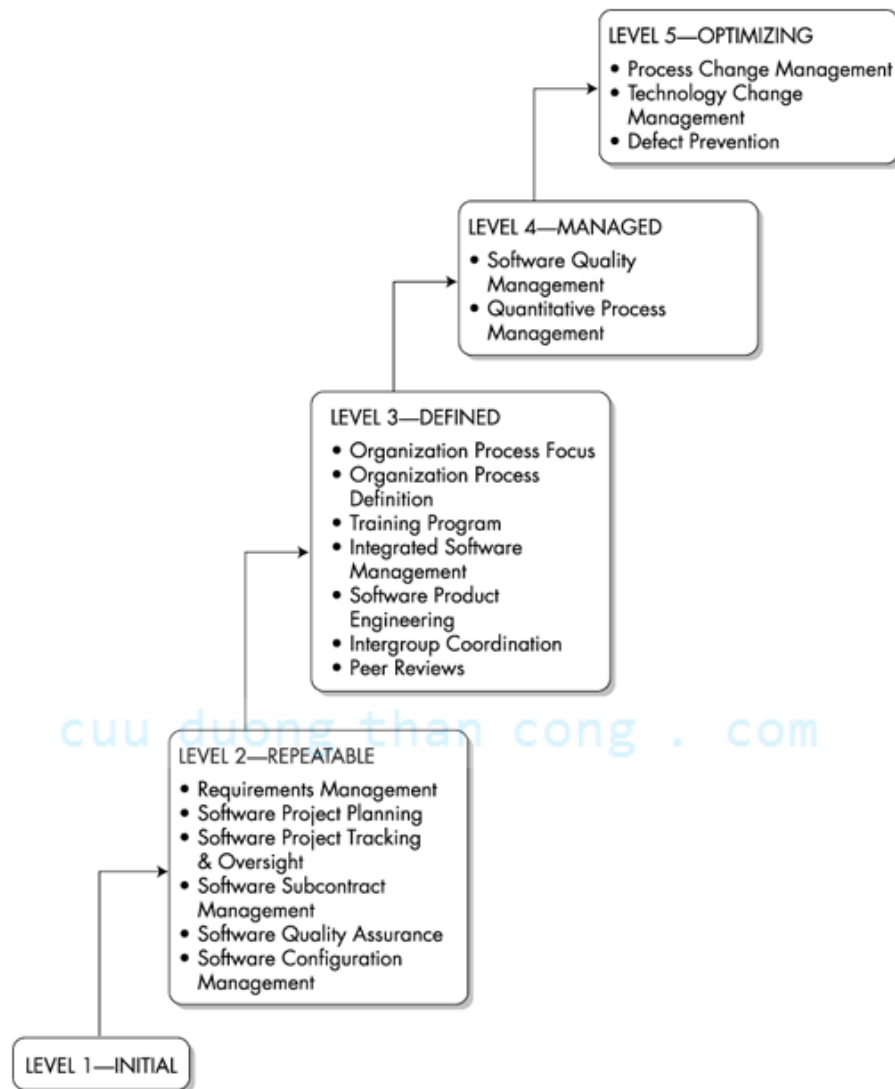 LEVEL 5—OPTIMIZING
• Process Change Management
• Technology Change
Management
• Defect Prevention
LEVEL 4—MANAGED
• Software Quality
Management
• Quantitative Process
Management
LEVEL 3—DEFINED
• Organization Process Focus
• Organization Process
Definition
• Training Program
• Integrated Software
Management
• Software Product
Engineering
• Intergroup Coordination
• Peer Reviews
cuu duong than cong . com
LEVEL 2—REPEATABLE
• Requirements Management
• Software Project Planning
• Software Project Tracking
& Oversight
• Software Subcontract
Management
• Software Quality Assurance
• Software Configuration
Management
LEVEL 1—INITIAL